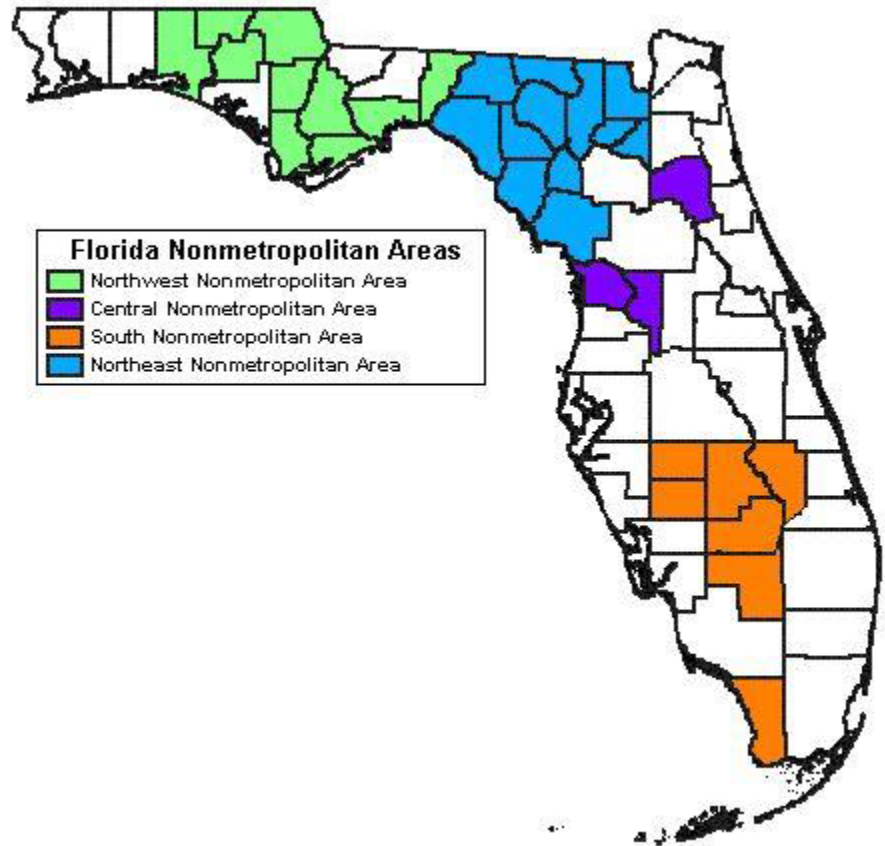 Florida Nonmetropolitan Areas
Northwest Nonmetropolitan Area
Central Nonmetropolitan Area
South Nonmetropolitan Area
Northeast Nonmetropolitan Area